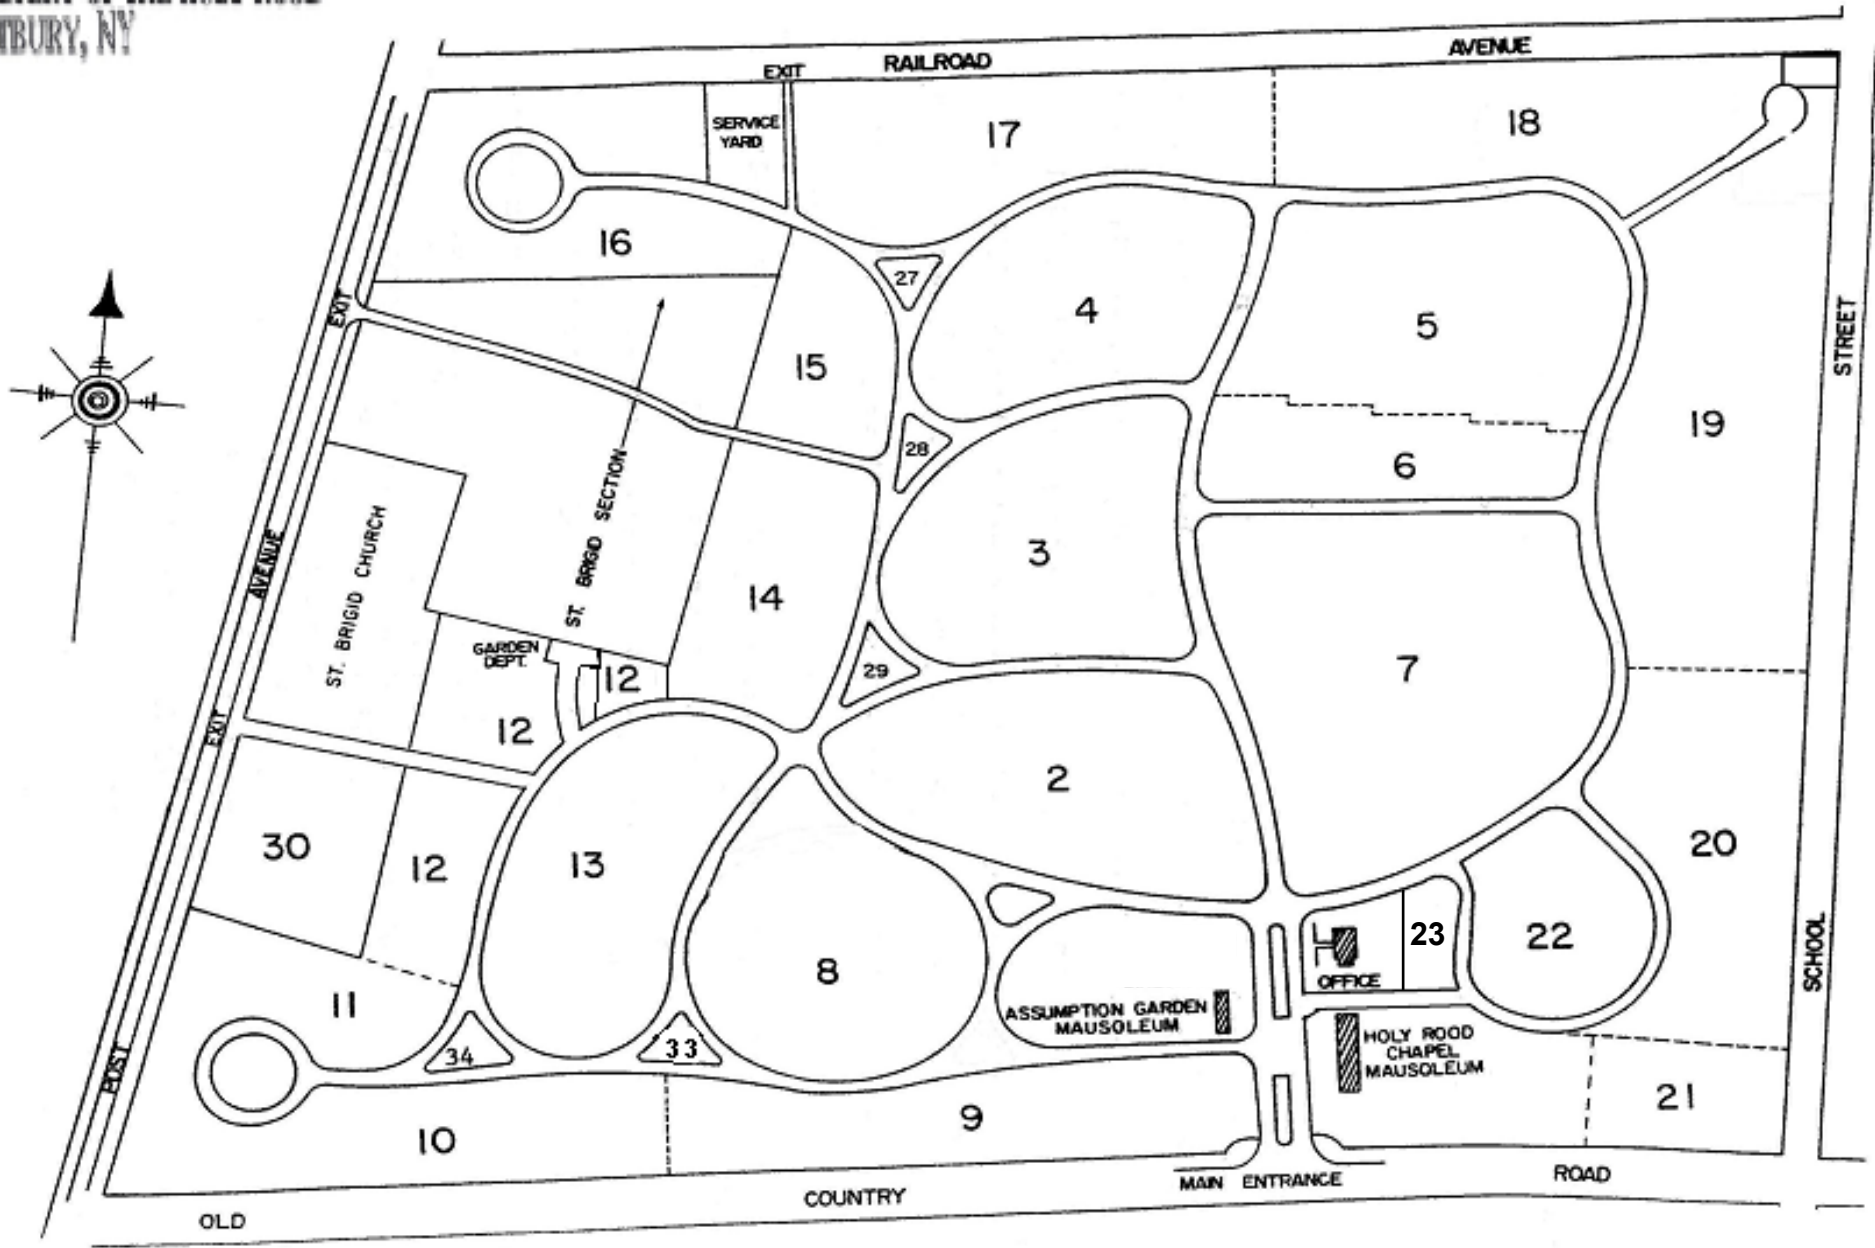 TBURY, NY
RAILROAD
AVENUE
EXIT
SERVICE
YARD
17
18
16
27
4
5
EXIT
15
STREET
19
28
6
ST. BRIGID SECTION
ST. BRIGID CHURCH
AVENUE
3
14
GARDEN
DEPT.
12
29
7
12
EXIT
2
30
12
13
20
23
22
8
OFFICE
SCHOOL
11
ASSUMPTION GARDEN
MAUSOLEUM
HOLY ROOD
CHAPEL
MAUSOLEUM
34
33
POST
21
10
9
MAIN ENTRANCE
ROAD
COUNTRY
OLD